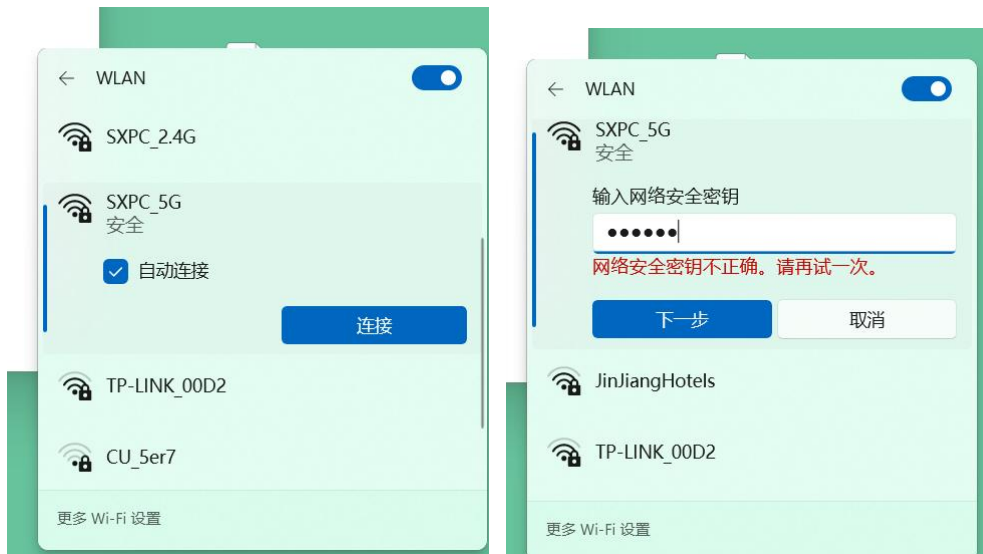 WLAN
SXPC_2.4G
SXPC_5G
安全
自动连接
连接
TP-LINK_00D2
CU_5er7
更多 Wi-Fi 设置
WLAN
SXPC_5G
安全
输入网络安全密钥
网络安全密钥不正确。请再试一次。
下一步
取消
JinJiangHotels
TP-LINK_00D2
更多 Wi-Fi 设置